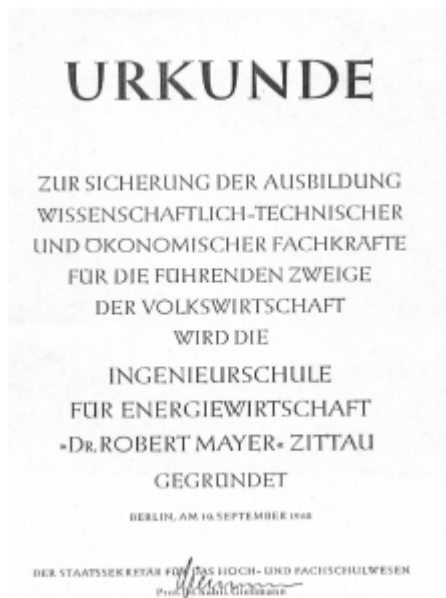 URKUNDE
ZUR SICHERUNG DER AUSBILDUNG
WISSENSCHAFTLICH-TECHNISCHER
UND ÖKONOMISCHER FACHKRÄFTE
FÜR DIE FÜHRENDEN ZWEIGE
DER VOLKSWIRTSCHAFT
WIRD DIE
INGENIEURSCHULE
FÜR ENERGIEWIRTSCHAFT
»DR. ROBERT MAYER« ZITTAU
GEGRÜNDET
BERLIN, AM 10. SEPTEMBER 1968
DER STAATSSEKRETÄR FÜR DAS HOCH- UND FACHSCHULWESEN
Prof.